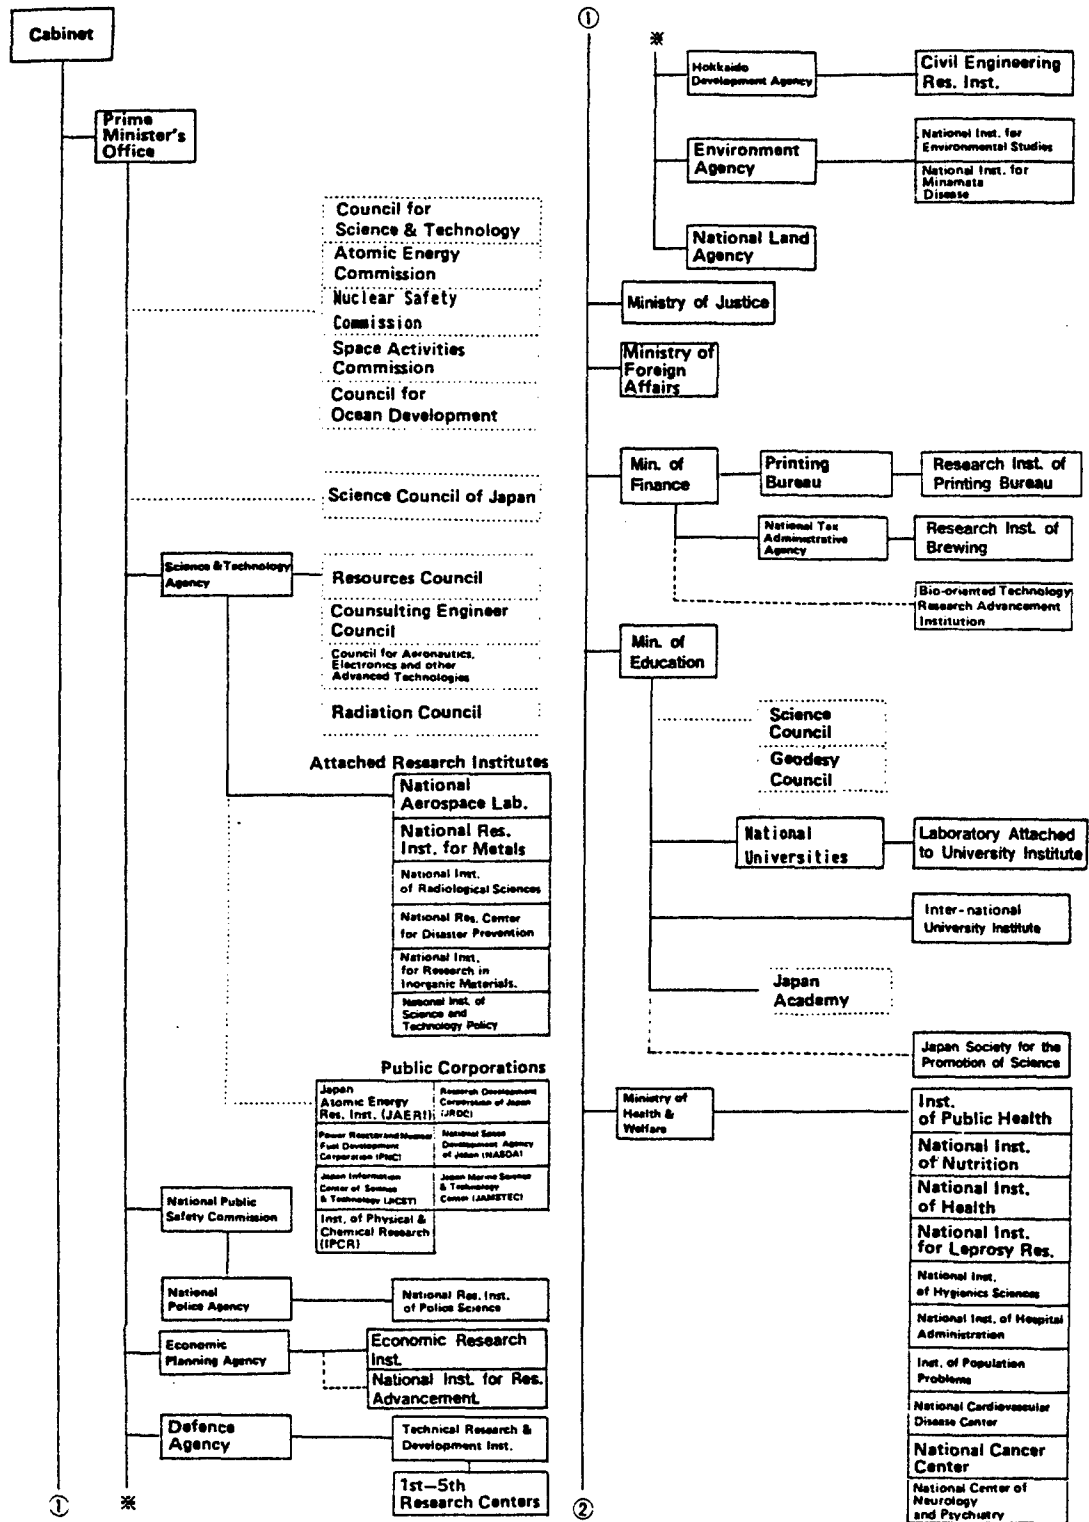 Cabinet
Prime
Minister's
Office
Council for
Science & Technology
Atomic Energy
Commission
Nuclear Safety
Commission
Space Activities
Commission
Council for
Ocean Development
Science Council of Japan
Science & Technology
Agency
Resources Council
Counsulting Engineer
Council
Council for Aeronautics,
Electronics and other
Advanced Technologies
Radiation Council
Attached Research Institutes
National
Aerospace Lab.
National Res.
Inst. for Metals
National Inst.
of Radiological Sciences
National Res. Center
for Disaster Prevention
National Inst.
for Research in
Inorganic Materials.
National Inst. of
Science and
Technology Policy
Public Corporations
Japan
Atomic Energy
Res. Inst. (JAERI)
Research Development
Corporation of Japan
(JRDC)
Power Reactor and Nuclear
Fuel Development
Corporation (PNC)
National Space
Development Agency
of Japan (NASDA)
Japan Information
Center of Science
& Technology (JICST)
Japan Marine Science
& Technology
Center (JAMSTEC)
Inst. of Physical &
Chemical Research
(IPCR)
National Public
Safety Commission
National
Police Agency
National Res. Inst.
of Police Science
Economic
Planning Agency
Economic Research
Inst.
National Inst. for Res.
Advancement.
Defence
Agency
Technical Research &
Development Inst.
1st–5th
Research Centers
① ※
①
※
Hokkaido
Development Agency
Civil Engineering
Res. Inst.
Environment
Agency
National Inst. for
Environmental Studies
National Inst. for
Minamata
Disease
National Land
Agency
Ministry of Justice
Ministry of
Foreign
Affairs
Min. of
Finance
Printing
Bureau
Research Inst. of
Printing Bureau
National Tax
Administrative
Agency
Research Inst. of
Brewing
Bio-oriented Technology
Research Advancement
Institution
Min. of
Education
Science
Council
Geodesy
Council
National
Universities
Laboratory Attached
to University Institute
Inter-national
University Institute
Japan
Academy
Japan Society for the
Promotion of Science
Ministry of
Health &
Welfare
Inst.
of Public Health
National Inst.
of Nutrition
National Inst.
of Health
National Inst.
for Leprosy Res.
National Inst.
of Hygienics Sciences
National Inst. of Hospital
Administration
Inst. of Population
Problems
National Cardiovascular
Disease Center
National Cancer
Center
National Center of
Neurology
and Psychiatry
②